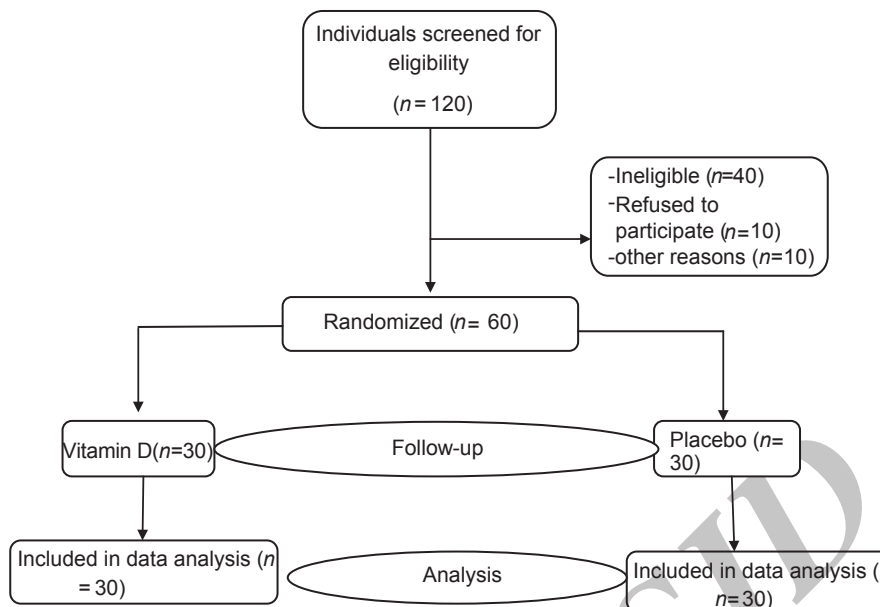 Individuals screened for
eligibility
(n = 120)
-Ineligible (n=40)
-Refused to
participate (n=10)
-other reasons (n=10)
Randomized (n= 60)
Vitamin D(n=30)
Follow-up
Placebo (n=
30)
Included in data analysis (n
= 30)
Analysis
Included in data analysis (
n=30)
SID